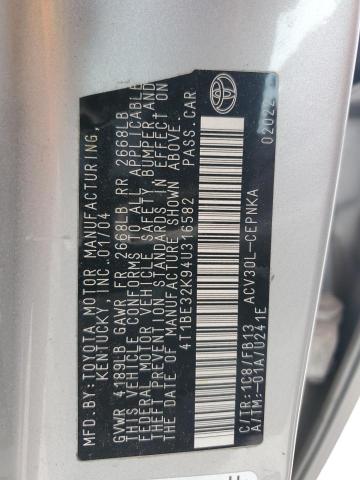 MFD.BY:TOYOTA MOTOR MANUFACTURING
KENTUCKY, INC. 01/04
GVWR 4189LB GAWR FR 2668LB RR 2668LB
THIS VEHICLE CONFORMS TO ALL APPLICABLE
FEDERAL MOTOR VEHICLE SAFETY, BUMPER, AND
THEFT PREVENTION STANDARDS IN EFFECT ON
THE DATE OF MANUFACTURE SHOWN ABOVE.
4T1BE32K94U316582 PASS.CAR
ACV30L-CEPNKA
C/TR:1C8/FB13
A/TM:-01A/U241E
02022